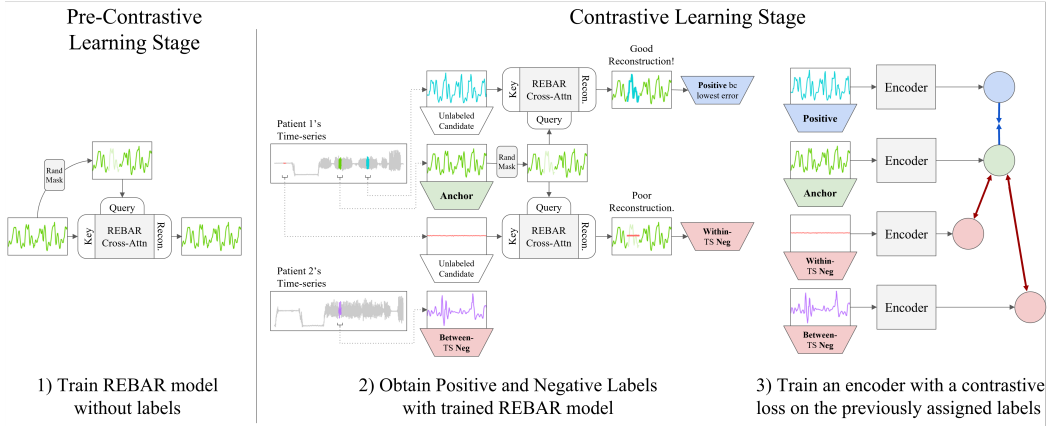 Pre-Contrastive
Learning Stage
Rand
Mask
Query
Key
REBAR
Cross-Attn
Recon.
1) Train REBAR model
without labels
Contrastive Learning Stage
Patient 1's
Time-series
Unlabeled
Candidate
Key
REBAR
Cross-Attn
Recon.
Query
Good
Reconstruction!
Positive bc
lowest error
Anchor
Rand
Mask
Query
Key
REBAR
Cross-Attn
Recon.
Unlabeled
Candidate
Poor
Reconstruction.
Within-
TS Neg
Patient 2's
Time-series
Between-
TS Neg
2) Obtain Positive and Negative Labels
with trained REBAR model
Positive
Encoder
Anchor
Encoder
Within-
TS Neg
Encoder
Between-
TS Neg
Encoder
3) Train an encoder with a contrastive
loss on the previously assigned labels